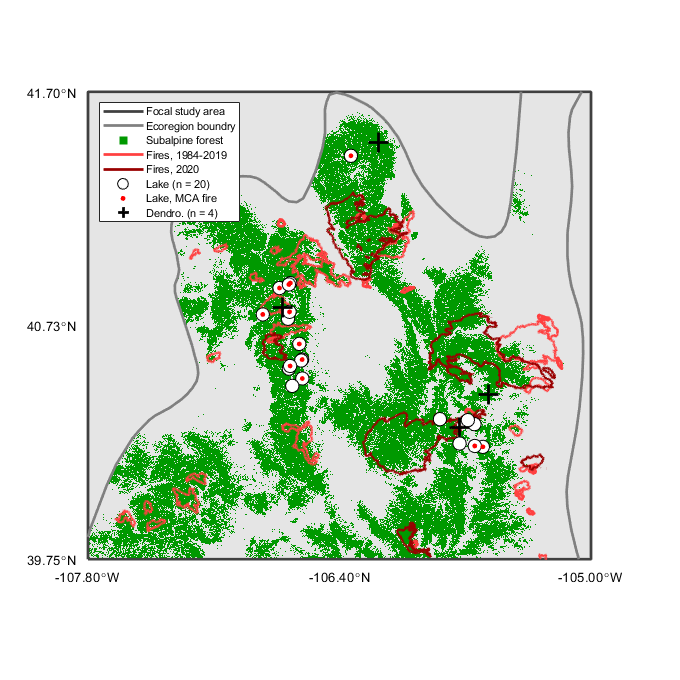 41.70°N
Focal study area
Ecoregion boundry
Subalpine forest
Fires, 1984-2019
Fires, 2020
Lake (n = 20)
Lake, MCA fire
Dendro. (n = 4)
40.73°N
39.75°N
-107.80°W -106.40°N -105.00°W